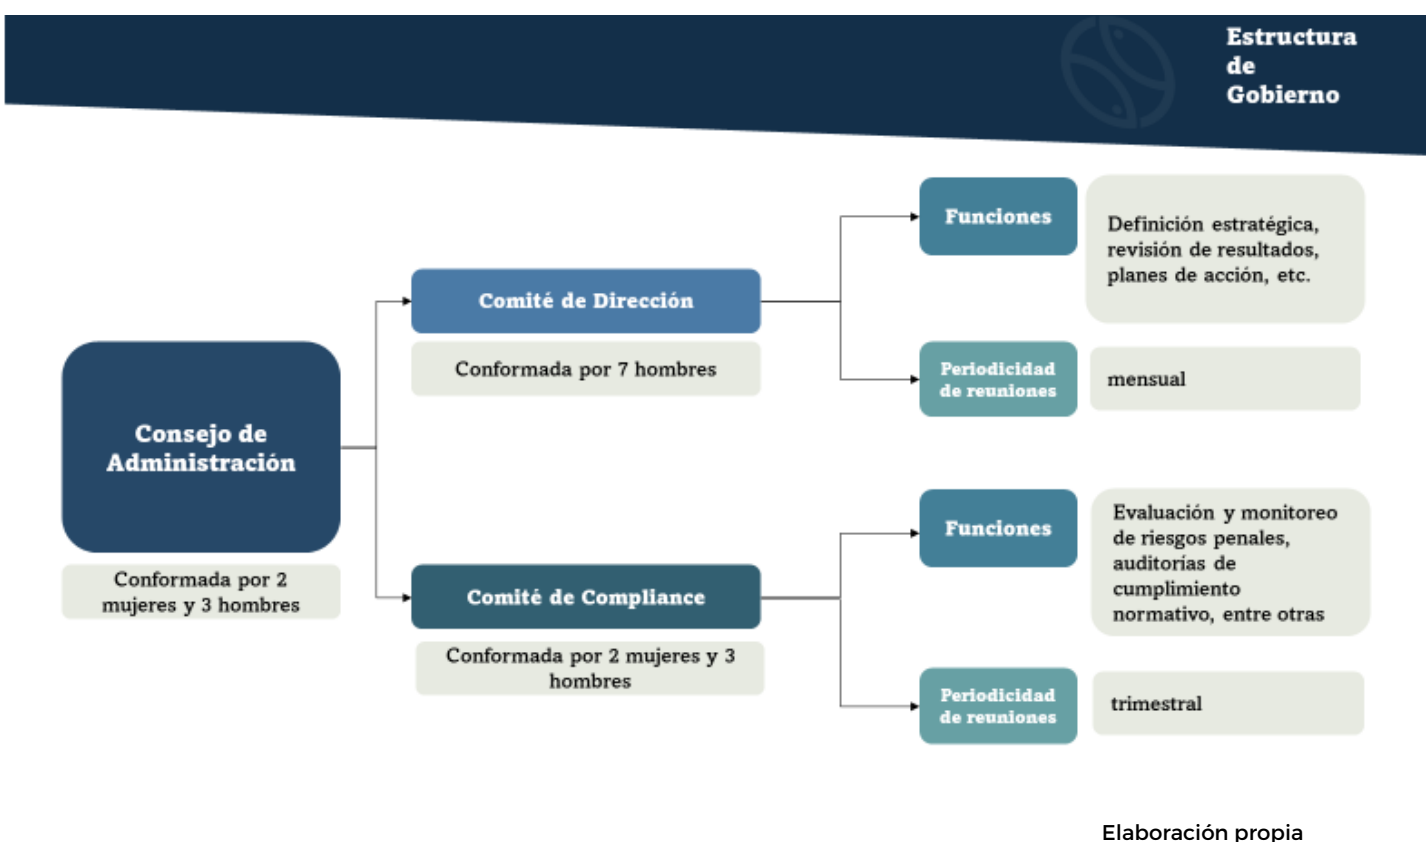 Estructura
de
Gobierno
Consejo de
Administración
Conformada por 2
mujeres y 3 hombres
Comité de Dirección
Conformada por 7 hombres
Funciones
Definición estratégica,
revisión de resultados,
planes de acción, etc.
Periodicidad
de reuniones
mensual
Comité de Compliance
Conformada por 2 mujeres y 3
hombres
Funciones
Evaluación y monitoreo
de riesgos penales,
auditorías de
cumplimiento
normativo, entre otras
Periodicidad
de reuniones
trimestral
Elaboración propia